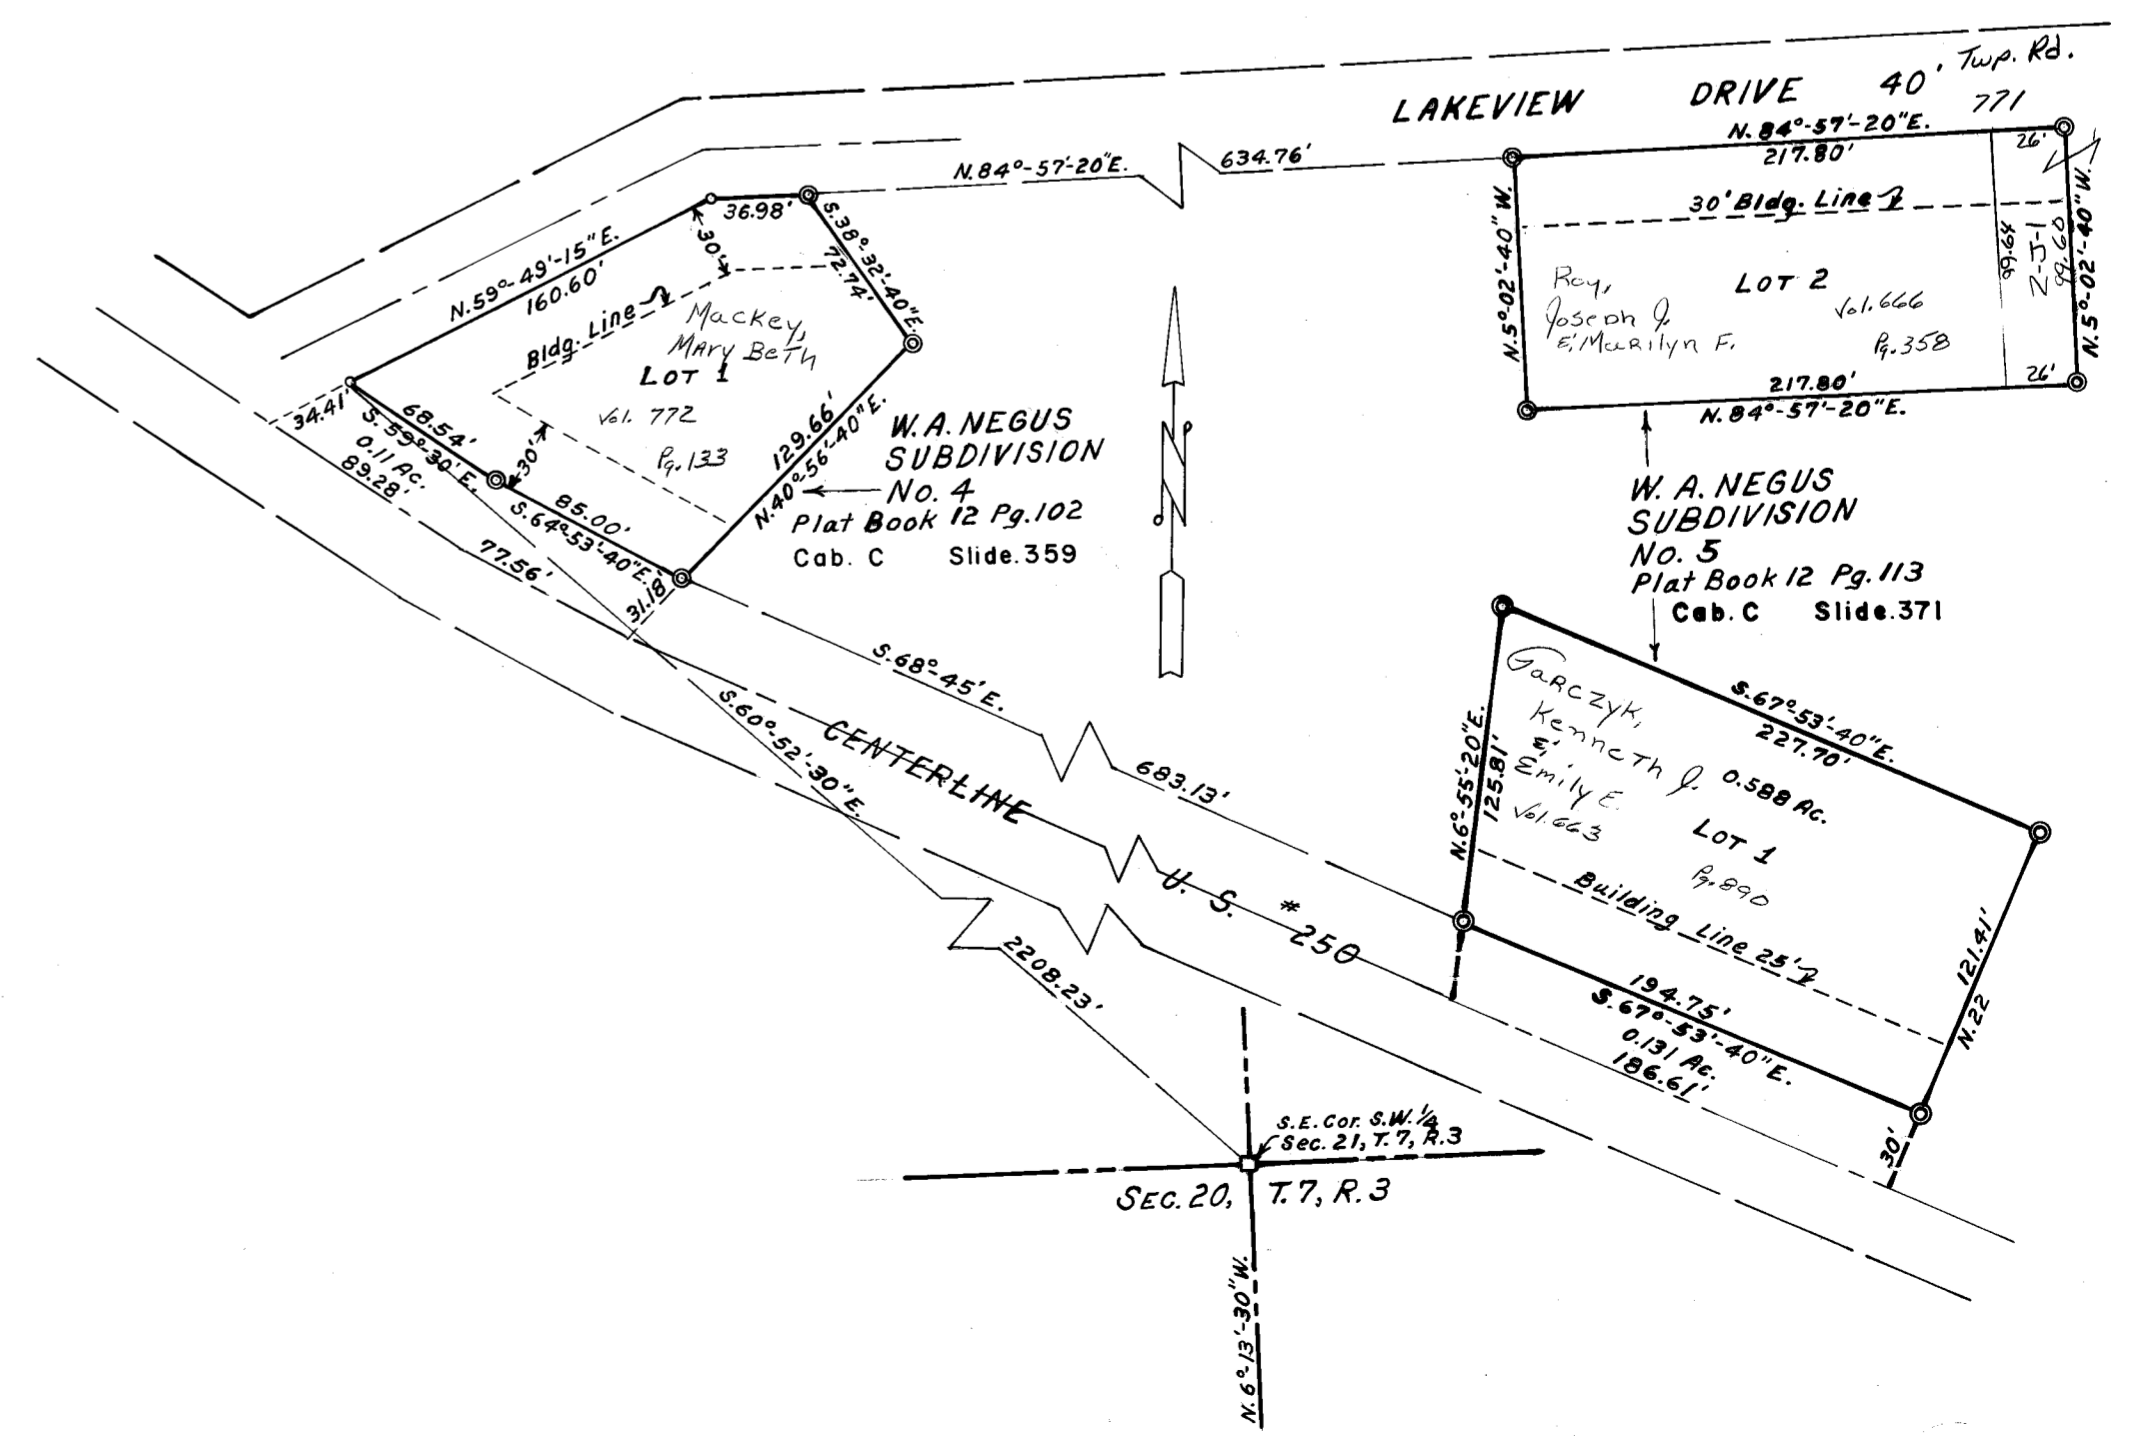 LAKEVIEW DRIVE 40' Twp. Rd.
771
N. 84°-57'-20"E.
217.80'
26'
634.76'
N.84°-57'-20"E.
36.98'
S.38°-32'-40"E.
72.74'
N.59°-49'-15"E.
160.60'
30'
Bldg. Line
Mackey,
Mary Beth
LOT 1
Vol. 772
Pg.133
34.41'
68.54'
S. 59°-30' E.
0.11 Ac.
89.28'
30'
85.00'
S.64°-53'-40"E.
77.56'
31.18'
129.66'
N.40°-56'-40"E.
W.A. NEGUS
SUBDIVISION
No. 4
Plat Book 12 Pg.102
Cab. C Slide.359
N.5°-02'-40"W.
30' Bldg. Line
LOT 2
Roy,
Joseph J.
& Marilyn F.
Vol.666
Pg.358
99.64
Z-J-1
99.60
N.5°-02'-40"W.
217.80'
26'
N.84°-57'-20"E.
W. A. NEGUS
SUBDIVISION
No. 5
Plat Book 12 Pg.113
Cab. C Slide.371
N
S.68°-45'E.
683.13'
S.60°-52'-30"E.
2208.23'
CENTERLINE U. S. # 250
S.67°-53'-40"E.
227.70'
N.6°-55'-20"E.
125.81'
Garczyk,
Kenneth J.
&
Emily E.
Vol.663
0.588 Ac.
LOT 1
Pg.890
Building Line 25'
121.41'
N.22
194.75'
S.67°-53'-40"E.
0.131 Ac.
186.61'
30'
S.E.Cor. S.W.1/4
Sec.21, T.7, R.3
SEC.20, T.7, R.3
N.6°-13'-30"W.